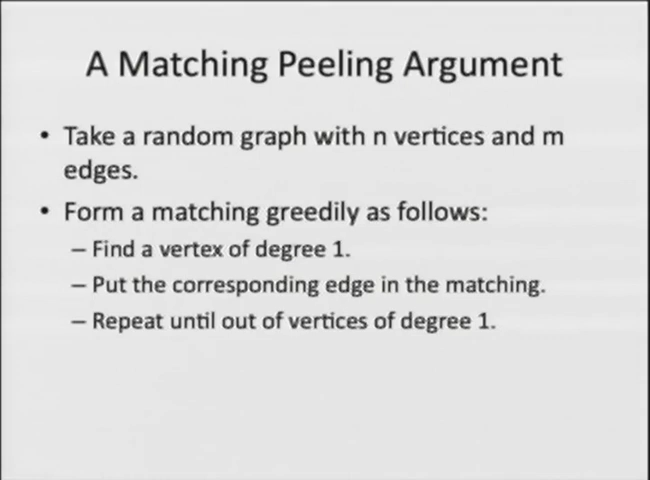 A Matching Peeling Argument
• Take a random graph with n vertices and m
edges.
• Form a matching greedily as follows:
– Find a vertex of degree 1.
– Put the corresponding edge in the matching.
– Repeat until out of vertices of degree 1.